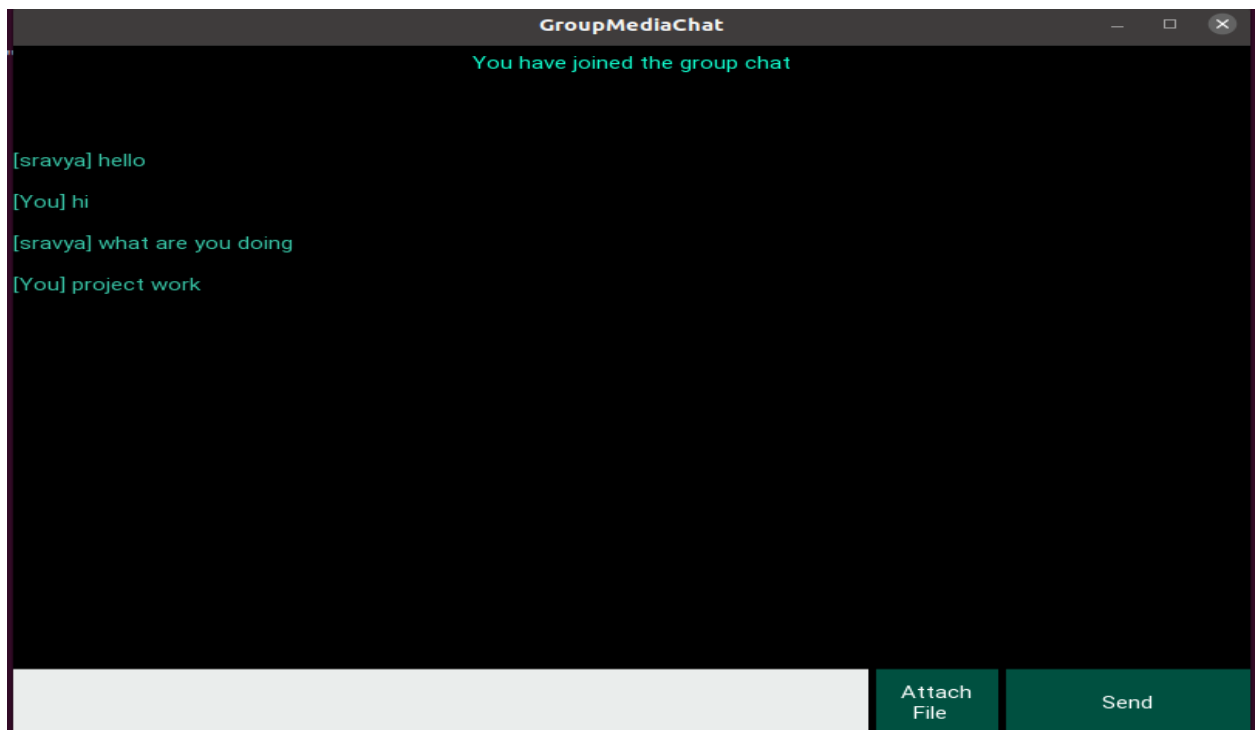 GroupMediaChat
You have joined the group chat
[sravya] hello
[You] hi
[sravya] what are you doing
[You] project work
Attach
File
Send